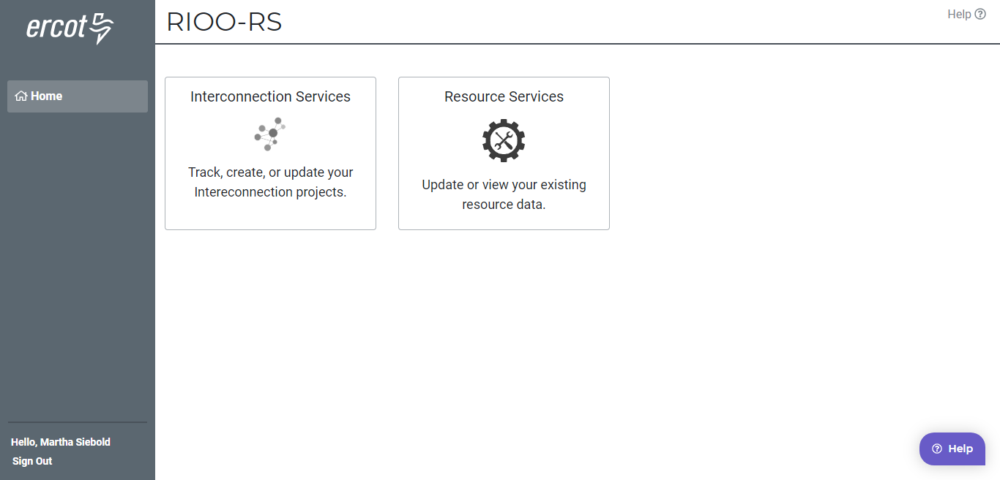 ercot
RIOO-RS
Help
Home
Interconnection Services
Track, create, or update your
Intereconnection projects.
Resource Services
Update or view your existing
resource data.
Hello, Martha Siebold
Sign Out
Help